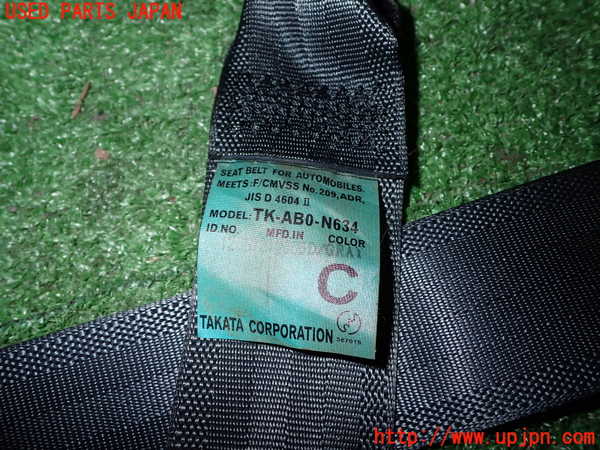 USED PARTS JAPAN
SEAT BELT FOR AUTOMOBILES.
MEETS:F/CMVSS No.209,ADR,
JIS D 4604 II
MODEL: TK-AB0-N634
ID.NO. MFD.IN COLOR
D/GRAY
C
TAKATA CORPORATION
http://www.upjpn.com/